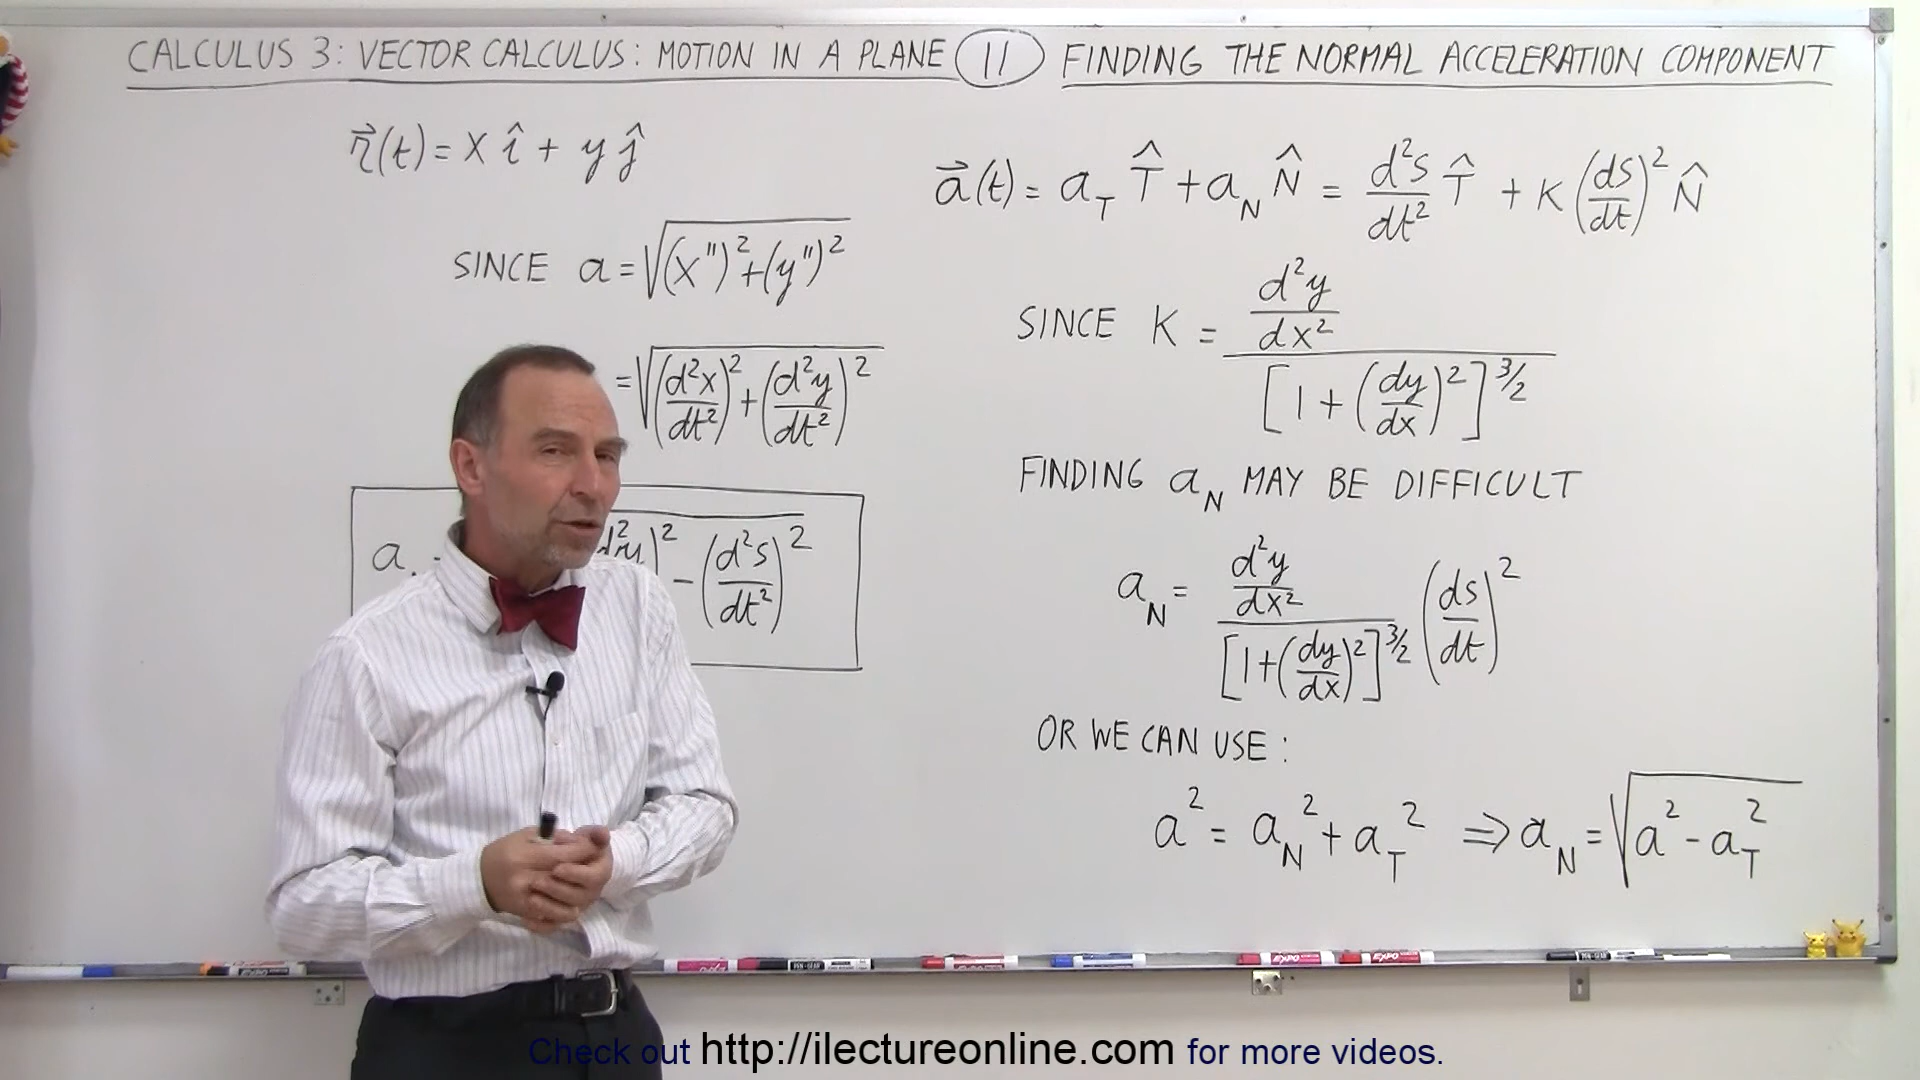 CALCULUS 3: VECTOR CALCULUS: MOTION IN A PLANE (11) FINDING THE NORMAL ACCELERATION COMPONENT
r⃗(t) = x î + y ĵ
SINCE a = √((x'')² + (y'')²)
= √((d²x/dt²)² + (d²y/dt²)²)
a = d²y)² − (d²s/dt²)²
a⃗(t) = a_T T̂ + a_N N̂ = d²s/dt² T̂ + K (ds/dt)² N̂
SINCE K = (d²y/dx²) / [1 + (dy/dx)²]^(3/2)
FINDING a_N MAY BE DIFFICULT
a_N = (d²y/dx²) / [1 + (dy/dx)²]^(3/2) (ds/dt)²
OR WE CAN USE:
a² = a_N² + a_T² ⇒ a_N = √(a² − a_T²)
EXPO
EXPO
Check out http://ilectureonline.com for more videos.